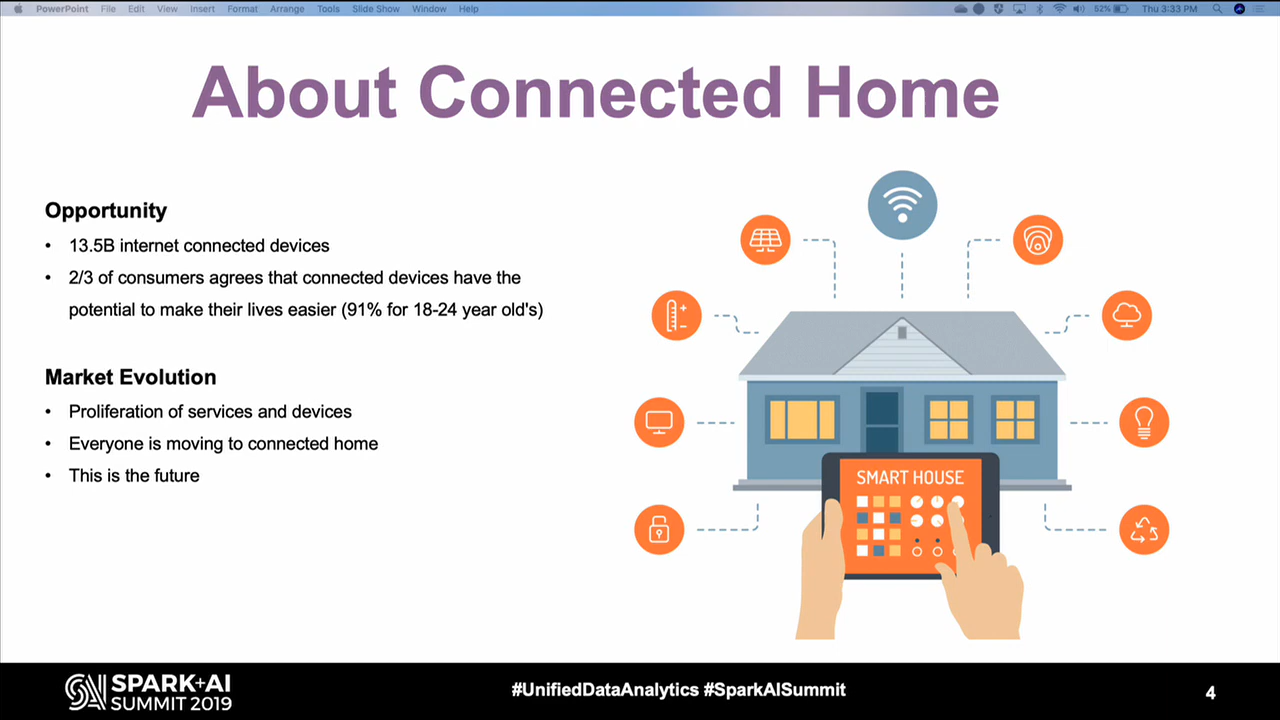 PowerPoint File Edit View Insert Format Arrange Tools Slide Show Window Help 52% Thu 3:33 PM
About Connected Home
Opportunity
• 13.5B internet connected devices
• 2/3 of consumers agrees that connected devices have the
potential to make their lives easier (91% for 18-24 year old's)
Market Evolution
• Proliferation of services and devices
• Everyone is moving to connected home
• This is the future
SMART HOUSE
SPARK+AI
SUMMIT 2019
#UnifiedDataAnalytics #SparkAISummit
4